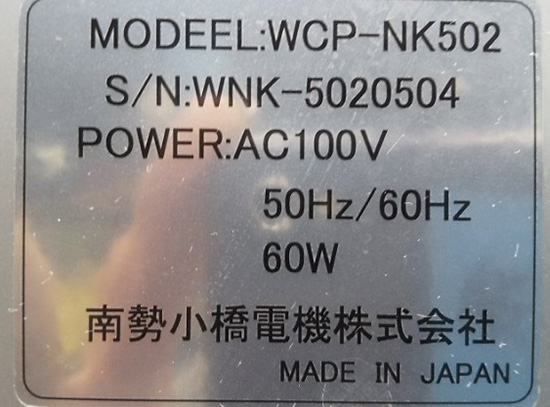 MODEEL:WCP-NK502
S/N:WNK-5020504
POWER:AC100V
50Hz/60Hz
60W
南勢小橋電機株式会社
MADE IN JAPAN